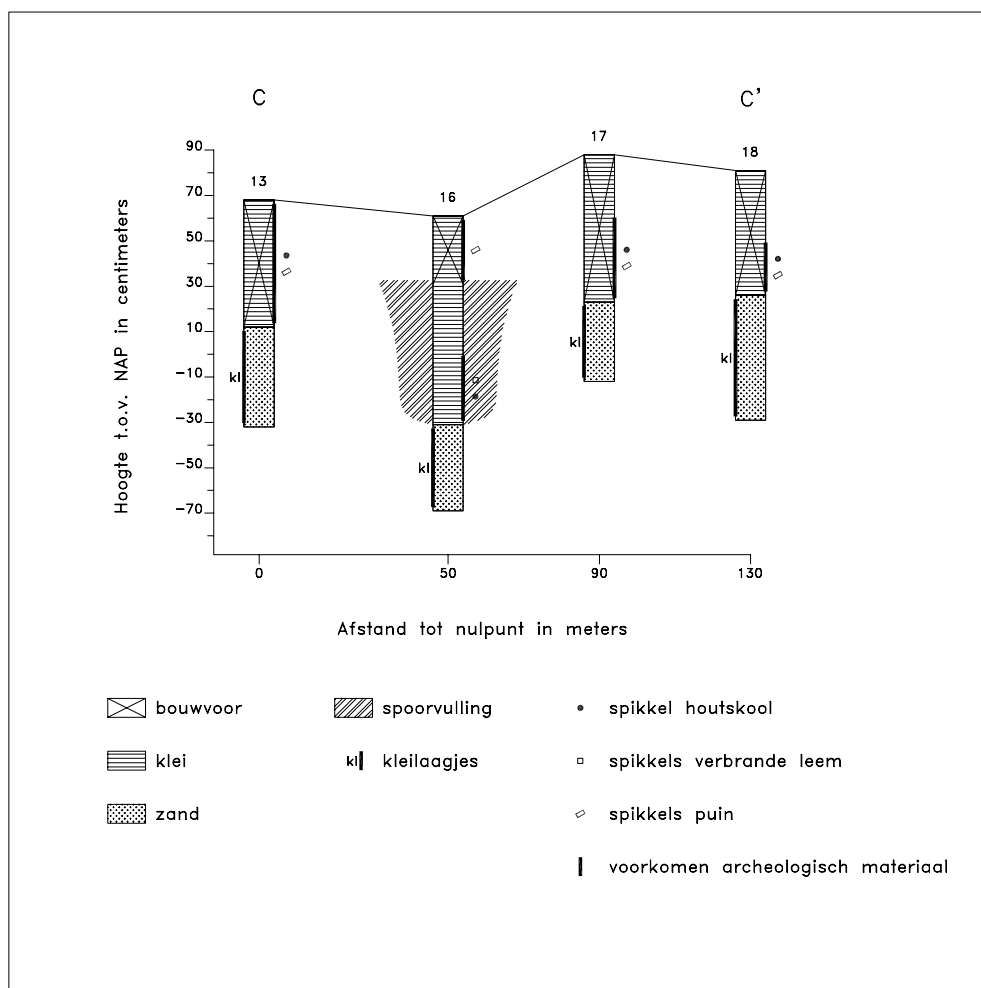 C C'
13 16 17 18
90
70
50
30
10
-10
-30
-50
-70
Hoogte t.o.v. NAP in centimeters
kl kl kl kl
0 50 90 130
Afstand tot nulpunt in meters
bouwvoor spoorvulling spikkel houtskool
klei kl kleilaagjes spikkels verbrande leem
zand spikkels puin
voorkomen archeologisch materiaal